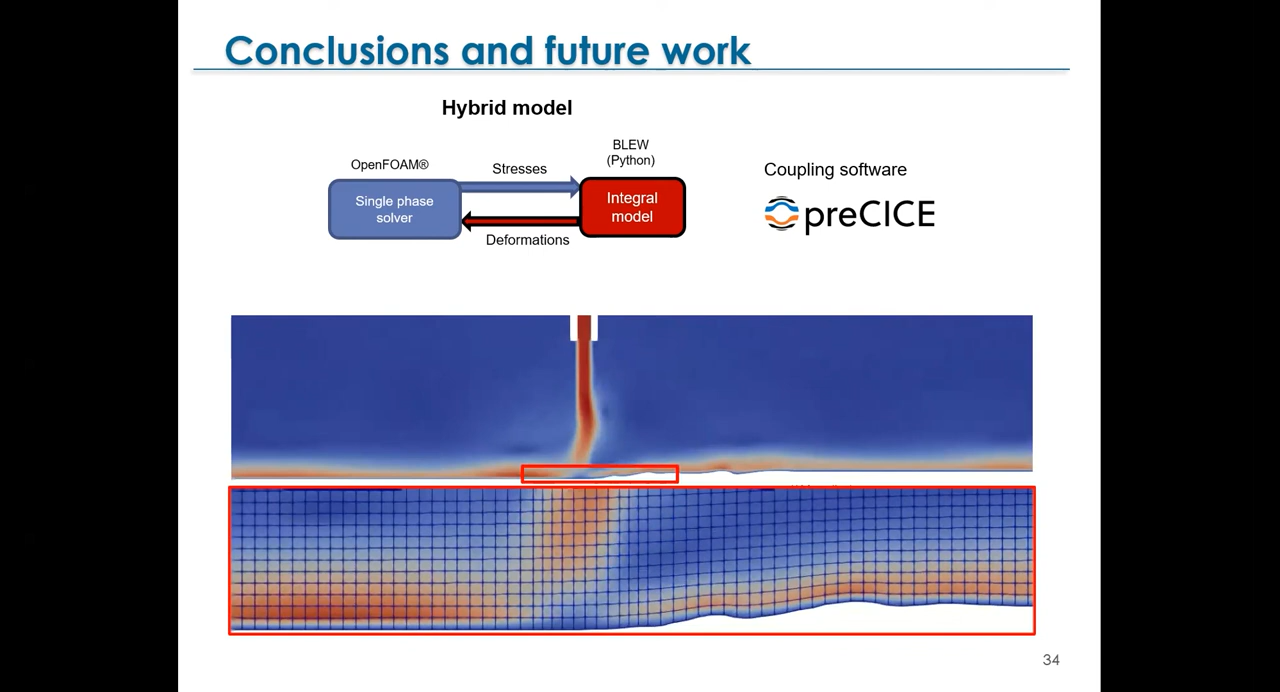 Conclusions and future work
Hybrid model
OpenFOAM®
Stresses
BLEW
(Python)
Single phase
solver
Integral
model
Deformations
Coupling software
preCICE
34